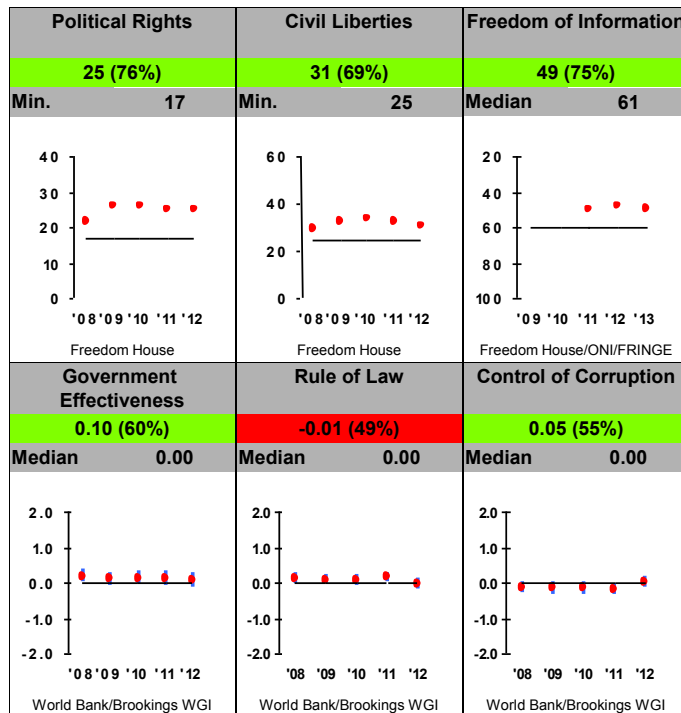 Political Rights
25 (76%)
Min. 17
40
30
20
10
0
'08 '09 '10 '11 '12
Freedom House
Civil Liberties
31 (69%)
Min. 25
60
40
20
0
'08 '09 '10 '11 '12
Freedom House
Freedom of Information
49 (75%)
Median 61
20
40
60
80
100
'09 '10 '11 '12 '13
Freedom House/ONI/FRINGE
Government
Effectiveness
0.10 (60%)
Median 0.00
2.0
1.0
0.0
-1.0
-2.0
'08 '09 '10 '11 '12
World Bank/Brookings WGI
Rule of Law
-0.01 (49%)
Median 0.00
2.0
1.0
0.0
-1.0
-2.0
'08 '09 '10 '11 '12
World Bank/Brookings WGI
Control of Corruption
0.05 (55%)
Median 0.00
2.0
1.0
0.0
-1.0
-2.0
'08 '09 '10 '11 '12
World Bank/Brookings WGI